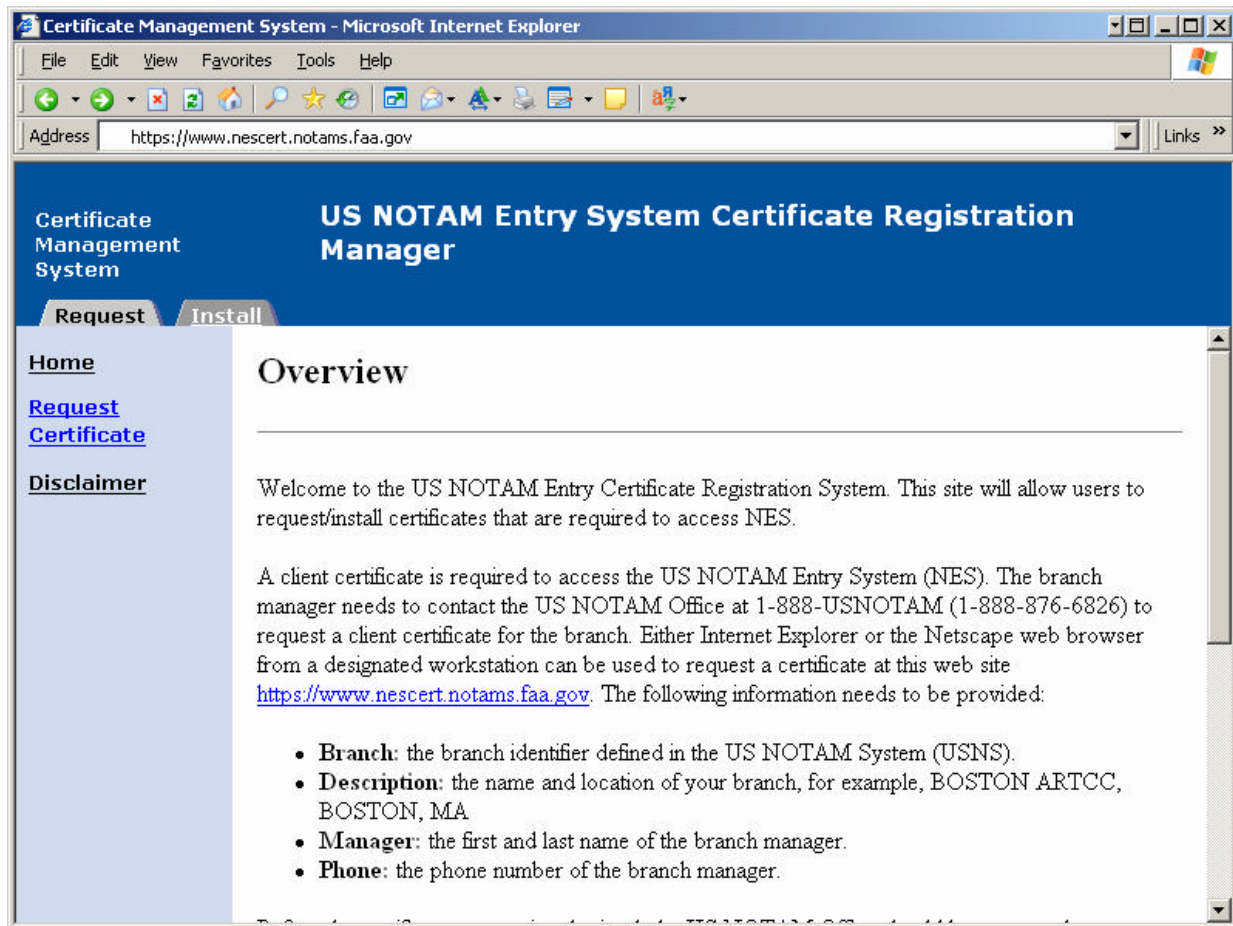 Certificate Management System - Microsoft Internet Explorer
File Edit View Favorites Tools Help
Address https://www.nescert.notams.faa.gov Links »
Certificate
Management
System
US NOTAM Entry System Certificate Registration
Manager
Request Install
Home
Request
Certificate
Disclaimer
Overview
Welcome to the US NOTAM Entry Certificate Registration System. This site will allow users to
request/install certificates that are required to access NES.
A client certificate is required to access the US NOTAM Entry System (NES). The branch
manager needs to contact the US NOTAM Office at 1-888-USNOTAM (1-888-876-6826) to
request a client certificate for the branch. Either Internet Explorer or the Netscape web browser
from a designated workstation can be used to request a certificate at this web site
https://www.nescert.notams.faa.gov. The following information needs to be provided:
• Branch: the branch identifier defined in the US NOTAM System (USNS).
• Description: the name and location of your branch, for example, BOSTON ARTCC,
BOSTON, MA
• Manager: the first and last name of the branch manager.
• Phone: the phone number of the branch manager.